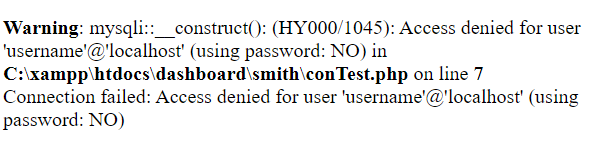 Warning: mysqli::__construct(): (HY000/1045): Access denied for user
'username'@'localhost' (using password: NO) in
C:\xampp\htdocs\dashboard\smith\conTest.php on line 7
Connection failed: Access denied for user 'username'@'localhost' (using
password: NO)